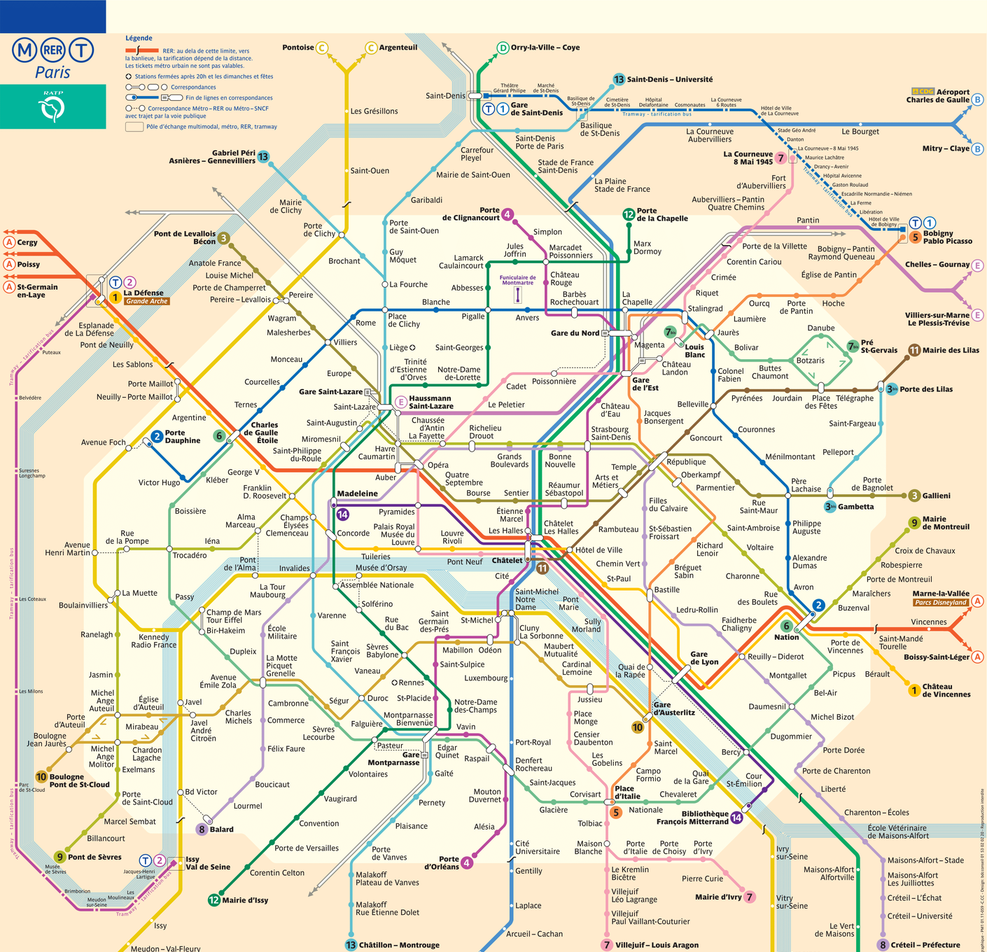 M RER T
Paris
RATP
Légende
RER: au dela de cette limite, vers
la banlieue, la tarification dépend de la distance.
Les tickets métro urbain ne sont pas valables.
Stations fermées après 20h et les dimanches et fêtes
Correspondances
Fin de lignes en correspondances
Correspondance Métro – RER ou Métro – SNCF
avec trajet par la voie publique
Pôle d'échange multimodal, métro, RER, tramway
Pontoise C
C Argenteuil
D Orry-la-Ville – Coye
13 Saint-Denis – Université
CDG Aéroport
Charles de Gaulle B
Mitry – Claye B
Saint-Denis
T 1 Gare
de Saint-Denis
Théâtre
Gérard Philipe
Marché
de St-Denis
Basilique de
St-Denis
Cimetière
de St-Denis
Hôpital
Delafontaine
Cosmonautes
La Courneuve
6 Routes
Hôtel de Ville
de La Courneuve
Tramway - tarification bus
Stade Géo André
Danton
La Courneuve – 8 Mai 1945
Maurice Lachâtre
Drancy – Avenir
Hôpital Avicenne
Gaston Roulaud
Escadrille Normandie – Niémen
La Ferme
Libération
Hôtel de Ville
de Bobigny
T 1
5 Bobigny
Pablo Picasso
Les Grésillons
Saint-Ouen
Basilique
de St-Denis
Saint-Denis
Porte de Paris
Carrefour
Pleyel
Mairie de Saint-Ouen
Garibaldi
Stade de France
Saint-Denis
La Plaine
Stade de France
La Courneuve
Aubervilliers
Le Bourget
La Courneuve
8 Mai 1945 7
Fort
d'Aubervilliers
Aubervilliers – Pantin
Quatre Chemins
Gabriel Péri
Asnières – Gennevilliers 13
Mairie
de Clichy
Porte
de Clichy
Brochant
Porte
de Saint-Ouen
Guy
Môquet
La Fourche
Porte
de Clignancourt 4
12 Porte
de la Chapelle
Simplon
Jules
Joffrin
Marcadet
Poissonniers
Marx
Dormoy
Lamarck
Caulaincourt
Abbesses
Funiculaire de
Montmartre
Château
Rouge
Barbès
Rochechouart
La
Chapelle
Pantin
Porte de la Villette
Corentin Cariou
Crimée
Riquet
Stalingrad
Bobigny – Pantin
Raymond Queneau
Église de Pantin
Chelles – Gournay E
Villiers-sur-Marne
Le Plessis-Trévise E
Ourcq
Porte de
Pantin
Hoche
Laumière
Jaurès
A Cergy
A Poissy
A St-Germain
en-Laye
Pont de Levallois
Bécon 3
Anatole France
Louise Michel
Porte de Champerret
Pereire – Levallois
Pereire
Wagram
Malesherbes
T 2
1 La Défense
Grande Arche
Esplanade
de La Défense
Pont de Neuilly
Les Sablons
Porte Maillot
Neuilly – Porte Maillot
Argentine
Puteaux
Belvédère
Suresnes
Longchamp
Les Coteaux
Les Milons
Parc
de St-Cloud
Tramway - tarification bus
Rome
Place
de Clichy
Blanche
Pigalle
Anvers
Villiers
Monceau
Courcelles
Ternes
Europe
Liège
Saint-Georges
Trinité
d'Estienne
d'Orves
Notre-Dame
de-Lorette
Gare du Nord
Magenta
7bis Louis
Blanc
Château
Landon
Gare
de l'Est
Poissonnière
Cadet
Le Peletier
Bolivar
Buttes
Chaumont
Danube
Botzaris
7bis Pré
St-Gervais
11 Mairie des Lilas
3bis Porte des Lilas
Colonel
Fabien
Pyrénées
Jourdain
Place
des Fêtes
Télégraphe
Saint-Fargeau
Pelleport
Belleville
Goncourt
Couronnes
Ménilmontant
Gare Saint-Lazare
Saint-Lazare
E Haussmann
Saint-Lazare
Saint-Augustin
Miromesnil
Saint-Philippe
du-Roule
Havre
Caumartin
Chaussée
d'Antin
La Fayette
Auber
Opéra
Richelieu
Drouot
Grands
Boulevards
Bonne
Nouvelle
Strasbourg
Saint-Denis
Château
d'Eau
Jacques
Bonsergent
Quatre
Septembre
Bourse
Sentier
Réaumur
Sébastopol
Arts et
Métiers
Temple
République
Oberkampf
Parmentier
Rue
Saint-Maur
Père
Lachaise
3bis Gambetta
Porte
de Bagnolet
3 Gallieni
Avenue Foch
2 Porte
Dauphine
6
Charles
de Gaulle
Étoile
Victor Hugo
Kléber
George V
Boissière
Franklin
D. Roosevelt
Alma
Marceau
Champs
Élysées
Clemenceau
Madeleine
14
Concorde
Pyramides
Palais Royal
Musée du
Louvre
Tuileries
Louvre
Rivoli
Étienne
Marcel
Les Halles
Châtelet
Les Halles
Rambuteau
Châtelet
11
Hôtel de Ville
Pont Neuf
Cité
Filles
du Calvaire
St-Sébastien
Froissart
Saint-Ambroise
Richard
Lenoir
Voltaire
Philippe
Auguste
Alexandre
Dumas
Avron
9 Mairie
de Montreuil
Croix de Chavaux
Robespierre
Porte de Montreuil
Maraîchers
Buzenval
Chemin Vert
Bréguet
Sabin
Charonne
Rue des
Boulets
St-Paul
Bastille
Ledru-Rollin
Faidherbe
Chaligny
2
6
Nation
Marne-la-Vallée
Parcs Disneyland A
Vincennes
Boissy-Saint-Léger A
Saint-Mandé
Tourelle
Porte de
Vincennes
Bérault
1 Château
de Vincennes
Picpus
Bel-Air
Avenue
Henri Martin
Rue
de la Pompe
Iéna
Trocadéro
La Muette
Boulainvilliers
Passy
Pont
de l'Alma
Invalides
Musée d'Orsay
Assemblée Nationale
Solférino
Rue
du Bac
La Tour
Maubourg
Varenne
Champ de Mars
Tour Eiffel
Bir-Hakeim
École
Militaire
Saint
François
Xavier
Sèvres
Babylone
Vaneau
Saint
Germain
des-Prés
Mabillon
Odéon
St-Michel
Saint-Michel
Notre
Dame
Cluny
La Sorbonne
Maubert
Mutualité
Cardinal
Lemoine
Jussieu
Pont
Marie
Sully
Morland
Quai de
la Rapée
Gare
de Lyon
Gare
d'Austerlitz
10
Saint
Marcel
Reuilly – Diderot
Montgallet
Daumesnil
Michel Bizot
Dugommier
Porte Dorée
Porte de Charenton
Liberté
Charenton – Écoles
École Vétérinaire
de Maisons-Alfort
Maisons-Alfort – Stade
Maisons-Alfort
Les Juilliottes
Créteil – L'Échat
Créteil – Université
8 Créteil – Préfecture
Ranelagh
Kennedy
Radio France
Jasmin
Michel
Ange
Auteuil
Église
d'Auteuil
Porte
d'Auteuil
Boulogne
Jean Jaurès
10 Boulogne
Pont de St-Cloud
Michel
Ange
Molitor
Chardon
Lagache
Mirabeau
Javel
Javel
André
Citroën
Exelmans
Porte
de Saint-Cloud
Marcel Sembat
Billancourt
9 Pont de Sèvres
Bd Victor
8 Balard
Lourmel
Boucicaut
Félix Faure
Commerce
Charles
Michels
Avenue
Émile Zola
Dupleix
La Motte
Picquet
Grenelle
Cambronne
Sèvres
Lecourbe
Ségur
Duroc
Falguière
Pasteur
Rennes
St-Placide
Saint-Sulpice
Luxembourg
Notre-Dame
des-Champs
Montparnasse
Bienvenüe
Gare
Montparnasse
Vavin
Edgar
Quinet
Raspail
Port-Royal
Denfert
Rochereau
Gaîté
Pernety
Plaisance
Porte
de Vanves
Malakoff
Plateau de Vanves
Malakoff
Rue Étienne Dolet
13 Châtillon – Montrouge
Volontaires
Vaugirard
Convention
Porte de Versailles
Corentin Celton
12 Mairie d'Issy
Mouton
Duvernet
Alésia
Porte
d'Orléans 4
Saint-Jacques
Glacière
Corvisart
Place
d'Italie
5
Nationale
Chevaleret
Quai
de la Gare
Bercy
Cour
St-Émilion
Bibliothèque
François Mitterrand 14
Place
Monge
Censier
Daubenton
Les
Gobelins
Campo
Formio
Tolbiac
Maison
Blanche
Porte
d'Italie
Porte
de Choisy
Porte
d'Ivry
Pierre Curie
Mairie d'Ivry 7
Le Kremlin
Bicêtre
Villejuif
Léo Lagrange
Villejuif
Paul Vaillant-Couturier
7 Villejuif – Louis Aragon
Cité
Universitaire
Gentilly
Laplace
Arcueil – Cachan
Ivry
sur-Seine
Vitry
sur-Seine
Maisons-Alfort
Alfortville
Le Vert
de Maisons
T 2 Issy
Val de Seine
Jacques-Henri
Lartigue
Les
Moulineaux
Meudon
sur-Seine
Brimborion
Musée
de Sèvres
Tramway - tarification bus
Issy
Meudon – Val-Fleury